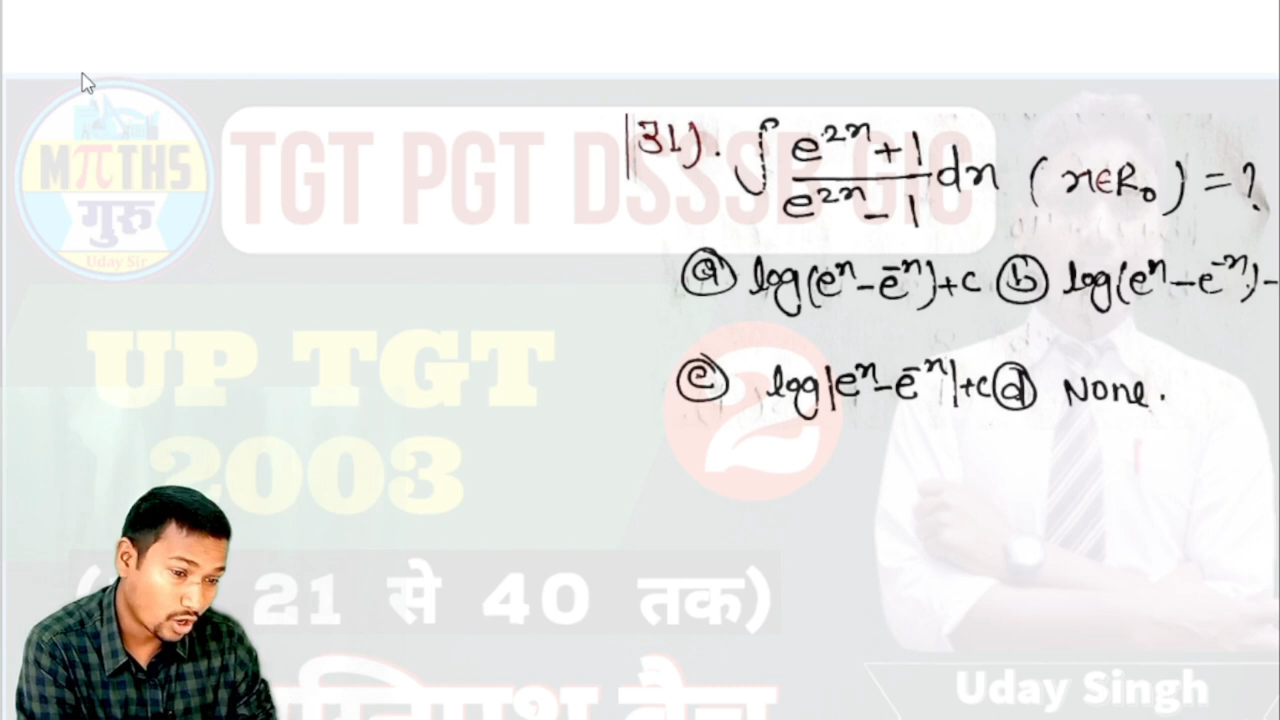 MπTHS
गुरु
Uday Sir
TGT PGT DSSSB GIC
31). ∫ (e^{2x}+1)/(e^{2x}-1) dx (x∈R₀) = ?
ⓐ log(e^x - e^{-x})+c ⓑ log(e^x - e^{-x}) -
ⓒ log|e^x - e^{-x}|+c ⓓ None.
UP TGT
2003
2
21 से 40 तक)
Uday Singh